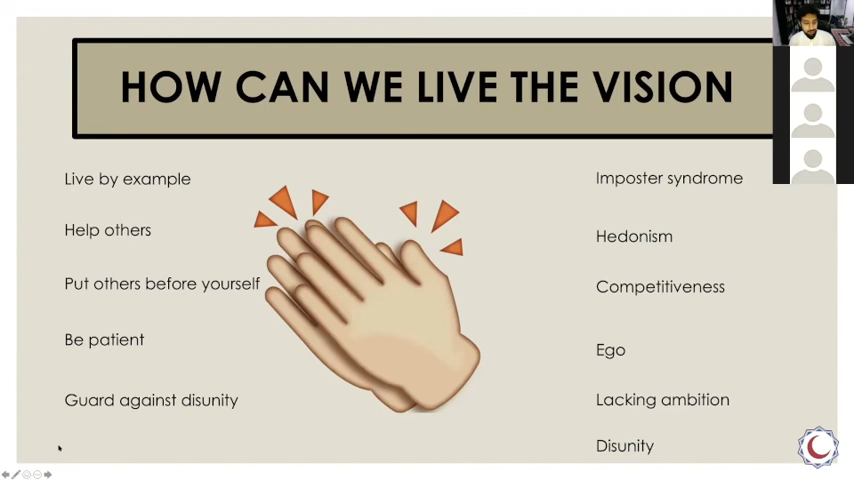 HOW CAN WE LIVE THE VISION
Live by example
Help others
Put others before yourself
Be patient
Guard against disunity
Imposter syndrome
Hedonism
Competitiveness
Ego
Lacking ambition
Disunity